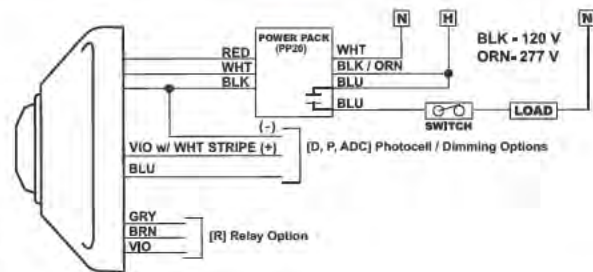 N H N
POWER PACK
(PP20)
BLK - 120 V
ORN- 277 V
RED
WHT
BLK
WHT
BLK / ORN
BLU
BLU
SWITCH
LOAD
(-)
VIO w/ WHT STRIPE (+)
BLU
[D, P, ADC] Photocell / Dimming Options
GRY
BRN
VIO
[R] Relay Option